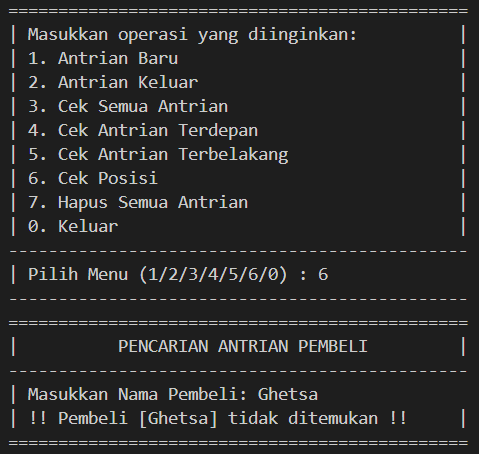 ==============================================
| Masukkan operasi yang diinginkan:          |
| 1. Antrian Baru                            |
| 2. Antrian Keluar                          |
| 3. Cek Semua Antrian                       |
| 4. Cek Antrian Terdepan                    |
| 5. Cek Antrian Terbelakang                 |
| 6. Cek Posisi                              |
| 7. Hapus Semua Antrian                     |
| 0. Keluar                                  |
----------------------------------------------
| Pilih Menu (1/2/3/4/5/6/0) : 6
----------------------------------------------
==============================================
|          PENCARIAN ANTRIAN PEMBELI         |
----------------------------------------------
| Masukkan Nama Pembeli: Ghetsa
| !! Pembeli [Ghetsa] tidak ditemukan !!     |
==============================================